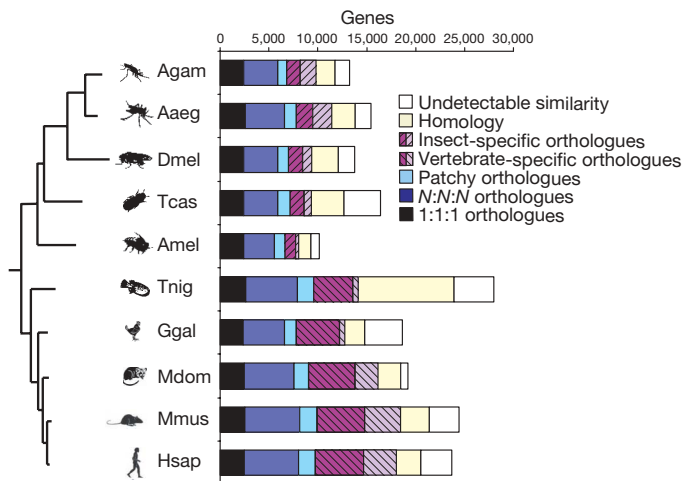 Genes
0 5,000 10,000 15,000 20,000 25,000 30,000
Agam
Aaeg
Dmel
Tcas
Amel
Tnig
Ggal
Mdom
Mmus
Hsap
Undetectable similarity
Homology
Insect-specific orthologues
Vertebrate-specific orthologues
Patchy orthologues
N:N:N orthologues
1:1:1 orthologues